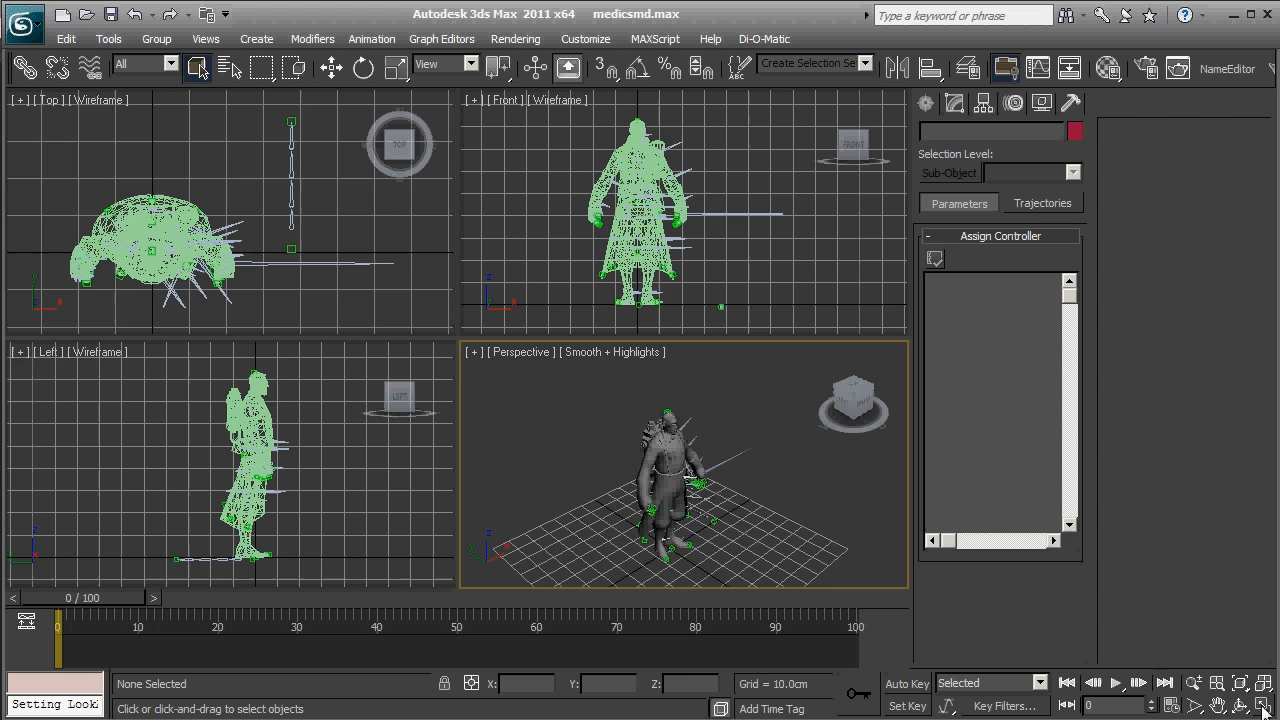 Autodesk 3ds Max 2011 x64 medicsmd.max
Type a keyword or phrase
Edit Tools Group Views Create Modifiers Animation Graph Editors Rendering Customize MAXScript Help Di-O-Matic
All View Create Selection Se NameEditor
[ + ] [ Top ] [ Wireframe ]
TOP
[ + ] [ Front ] [ Wireframe ]
FRONT
Selection Level:
Sub-Object
Parameters Trajectories
- Assign Controller
[ + ] [ Left ] [ Wireframe ]
LEFT
[ + ] [ Perspective ] [ Smooth + Highlights ]
< 0 / 100 >
0 10 20 30 40 50 60 70 80 90 100
None Selected X: Y: Z: Grid = 10.0cm Auto Key Selected
Setting Look Click or click-and-drag to select objects Add Time Tag Set Key Key Filters... 0